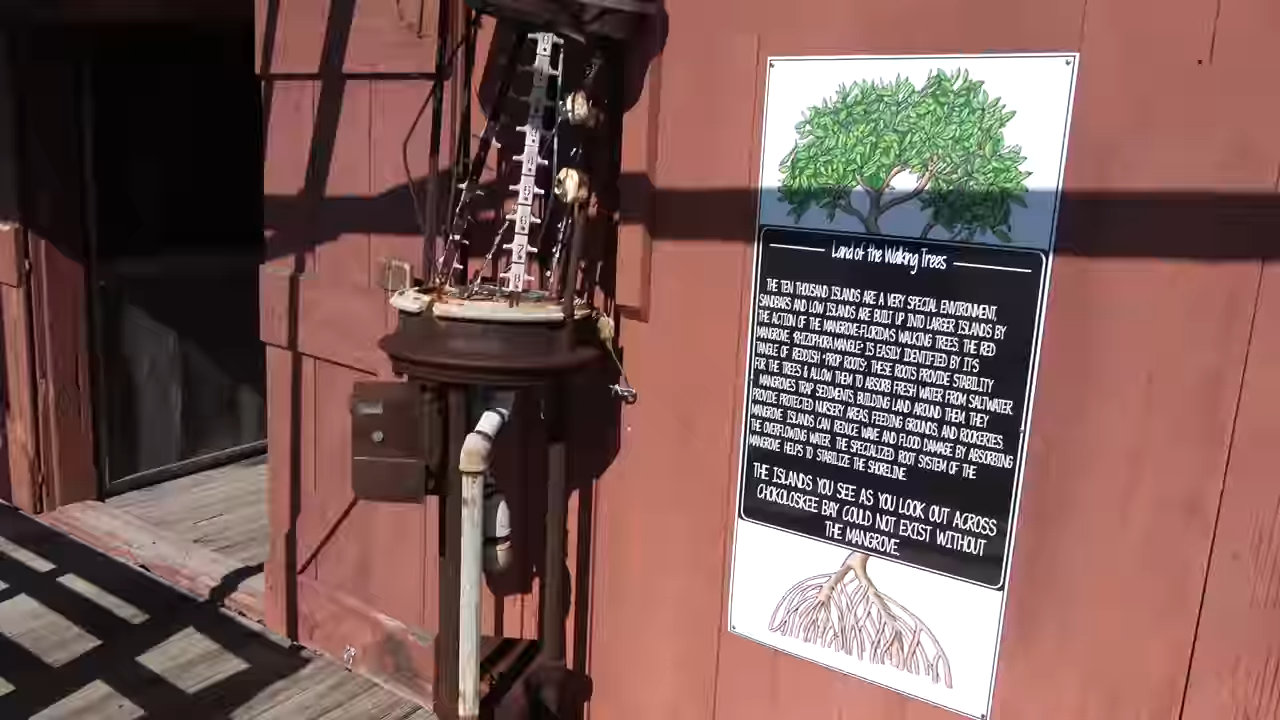 Land of the Walking Trees
THE TEN THOUSAND ISLANDS ARE A VERY SPECIAL ENVIRONMENT,
SANDBARS AND LOW ISLANDS ARE BUILT UP INTO LARGER ISLANDS BY
THE ACTION OF THE MANGROVE-FLORIDA'S WALKING TREES. THE RED
MANGROVE, "RHIZOPHORA MANGLE" IS EASILY IDENTIFIED BY IT'S
TANGLE OF REDDISH "PROP ROOTS". THESE ROOTS PROVIDE STABILITY
FOR THE TREES & ALLOW THEM TO ABSORB FRESH WATER FROM SALTWATER.
MANGROVES TRAP SEDIMENTS, BUILDING LAND AROUND THEM. THEY
PROVIDE PROTECTED NURSERY AREAS, FEEDING GROUNDS, AND ROOKERIES.
MANGROVE ISLANDS CAN REDUCE WAVE AND FLOOD DAMAGE BY ABSORBING
THE OVERFLOWING WATER. THE SPECIALIZED ROOT SYSTEM OF THE
MANGROVE HELPS TO STABILIZE THE SHORELINE.
THE ISLANDS YOU SEE AS YOU LOOK OUT ACROSS
CHOKOLOSKEE BAY COULD NOT EXIST WITHOUT
THE MANGROVE.